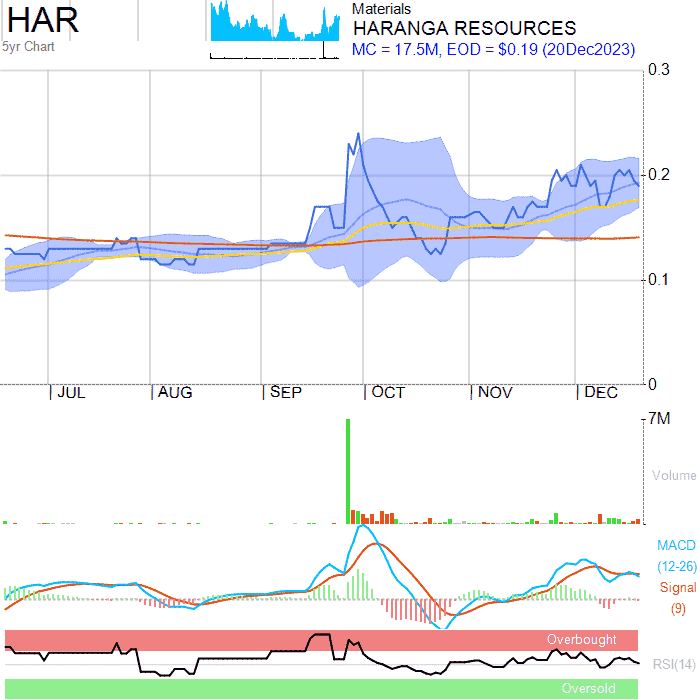 HAR
5yr Chart
Materials
HARANGA RESOURCES
MC = 17.5M, EOD = $0.19 (20Dec2023)
0.3
0.2
0.1
0
JUL AUG SEP OCT NOV DEC
7M
Volume
MACD
(12-26)
Signal
(9)
Overbought
RSI(14)
Oversold